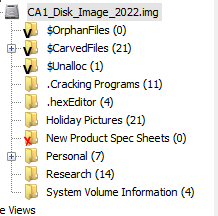 CA1_Disk_Image_2022.img
$OrphanFiles (0)
$CarvedFiles (21)
$Unalloc (1)
.Cracking Programs (11)
.hexEditor (4)
Holiday Pictures (21)
New Product Spec Sheets (0)
Personal (7)
Research (14)
System Volume Information (4)
e Views